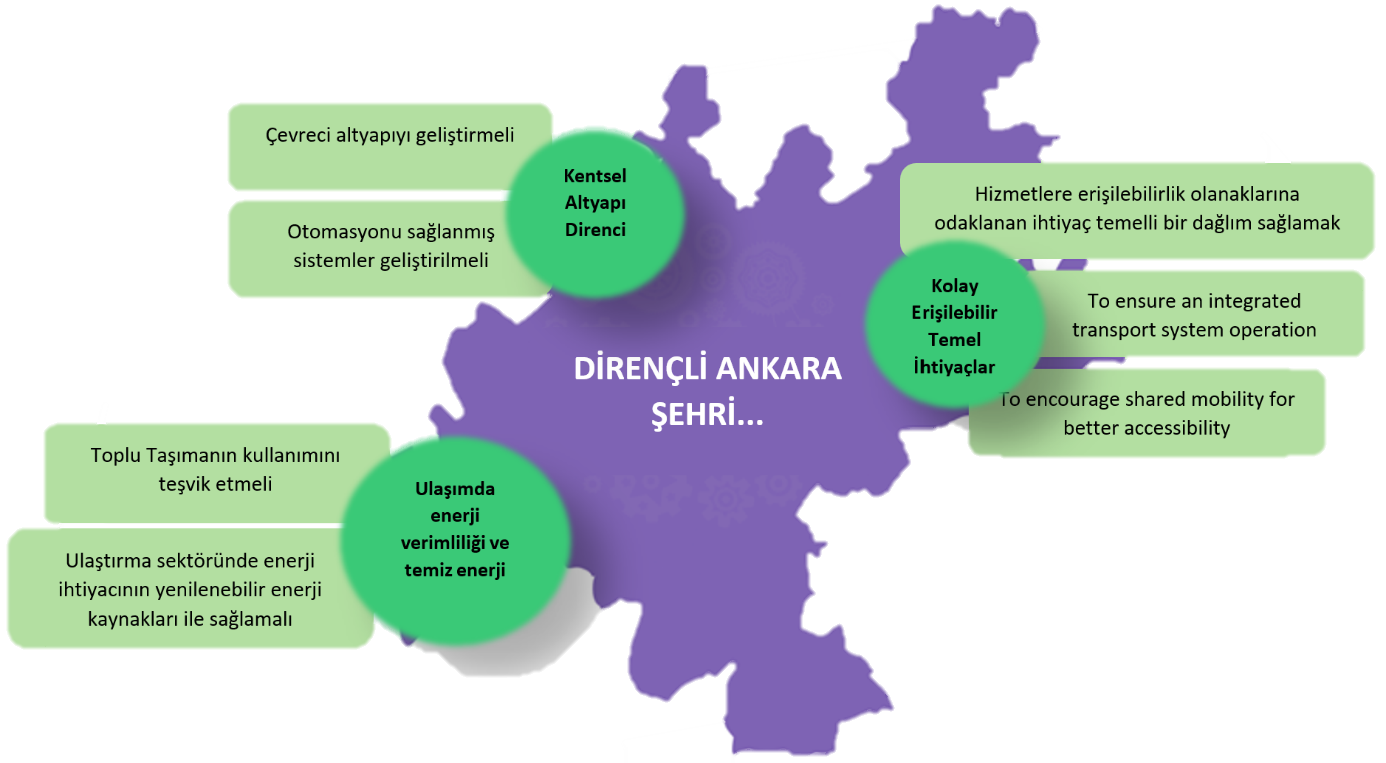 Çevreci altyapıyı geliştirmeli
Otomasyonu sağlanmış
sistemler geliştirilmeli
Kentsel
Altyapı
Direnci
Hizmetlere erişilebilirlik olanaklarına
odaklanan ihtiyaç temelli bir dağlım sağlamak
Kolay
Erişilebilir
Temel
İhtiyaçlar
To ensure an integrated
transport system operation
To encourage shared mobility for
better accessibility
DİRENÇLİ ANKARA
ŞEHRİ...
Toplu Taşımanın kullanımını
teşvik etmeli
Ulaştırma sektöründe enerji
ihtiyacının yenilenebilir enerji
kaynakları ile sağlamalı
Ulaşımda
enerji
verimliliği ve
temiz enerji